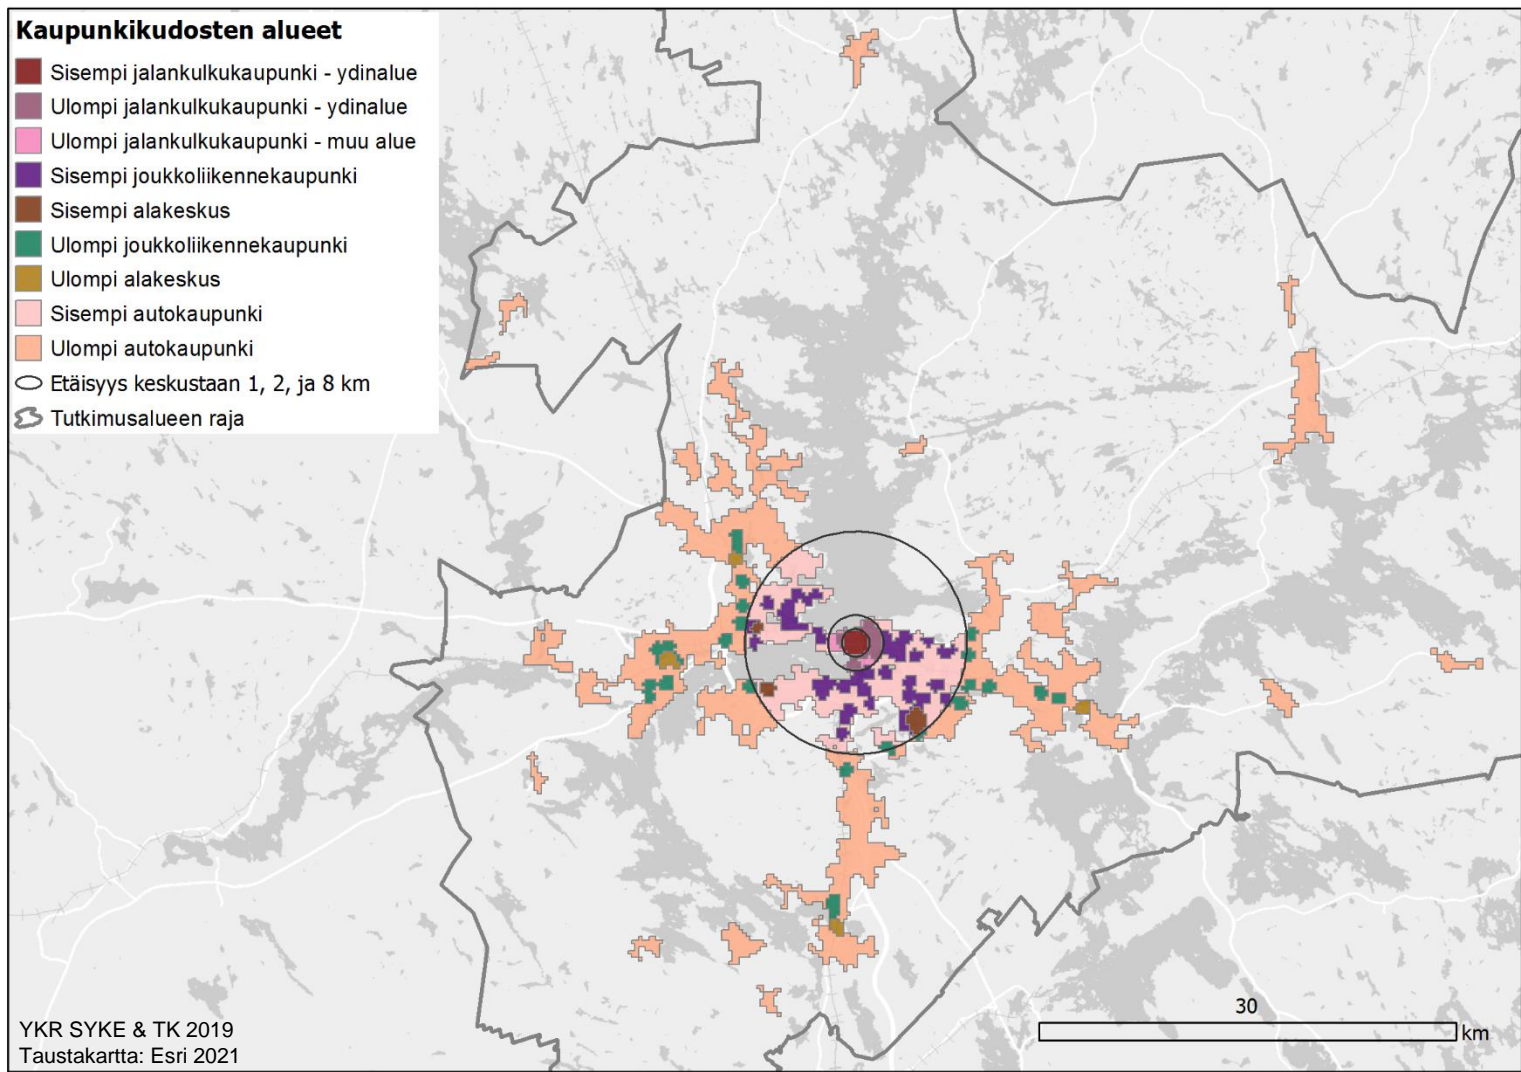 Kaupunkikudosten alueet
Sisempi jalankulkukaupunki - ydinalue
Ulompi jalankulkukaupunki - ydinalue
Ulompi jalankulkukaupunki - muu alue
Sisempi joukkoliikennekaupunki
Sisempi alakeskus
Ulompi joukkoliikennekaupunki
Ulompi alakeskus
Sisempi autokaupunki
Ulompi autokaupunki
Etäisyys keskustaan 1, 2, ja 8 km
Tutkimusalueen raja
30
km
YKR SYKE & TK 2019
Taustakartta: Esri 2021